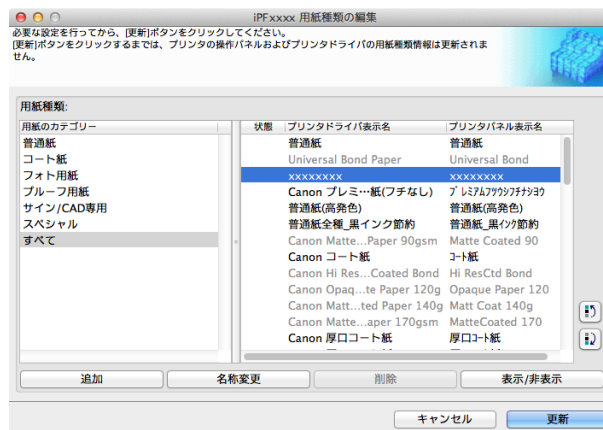 iPFxxxx 用紙種類の編集
必要な設定を行ってから、[更新]ボタンをクリックしてください。
[更新]ボタンをクリックするまでは、プリンタの操作パネルおよびプリンタドライバの用紙種類情報は更新されま
せん。
用紙種類:
用紙のカテゴリー
普通紙
コート紙
フォト用紙
プルーフ用紙
サイン/CAD専用
スペシャル
すべて
状態 プリンタドライバ表示名 プリンタパネル表示名
普通紙 普通紙
Universal Bond Paper Universal Bond
xxxxxxxx xxxxxxxx
Canon プレミ…紙(フチなし) プレミアムフツウシフチナシヨウ
普通紙(高発色) 普通紙(高発色)
普通紙全種_黒インク節約 普通紙_黒インク節約
Canon Matte...Paper 90gsm Matte Coated 90
Canon コート紙 コート紙
Canon Hi Res...Coated Bond Hi ResCtd Bond
Canon Opaq...te Paper 120g Opaque Paper 120
Canon Matt...ted Paper 140g Matt Coat 140g
Canon Matte...aper 170gsm MatteCoated 170
Canon 厚口コート紙 厚口コート紙
追加 名称変更 削除 表示/非表示
キャンセル 更新